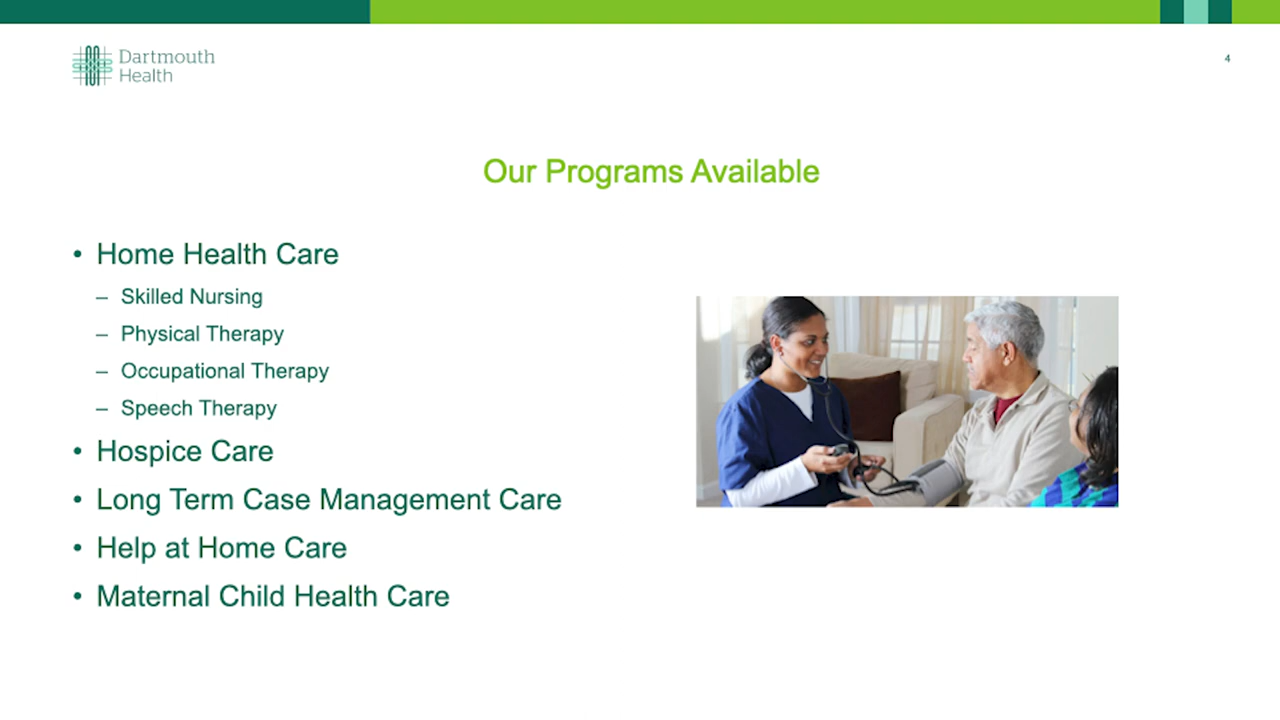 Dartmouth
Health
4
Our Programs Available
• Home Health Care
– Skilled Nursing
– Physical Therapy
– Occupational Therapy
– Speech Therapy
• Hospice Care
• Long Term Case Management Care
• Help at Home Care
• Maternal Child Health Care